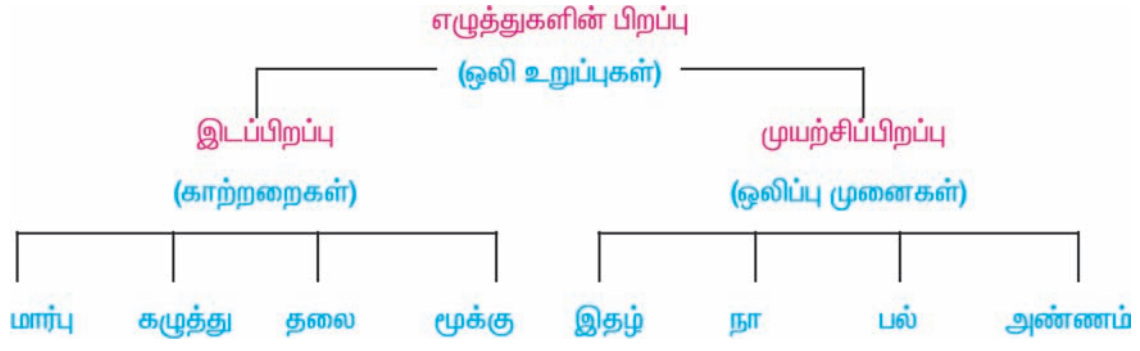 எழுத்துகளின் பிறப்பு
(ஒலி உறுப்புகள்)
இடப்பிறப்பு முயற்சிப்பிறப்பு
(காற்றறைகள்) (ஒலிப்பு முனைகள்)
மார்பு கழுத்து தலை மூக்கு இதழ் நா பல் அண்ணம்